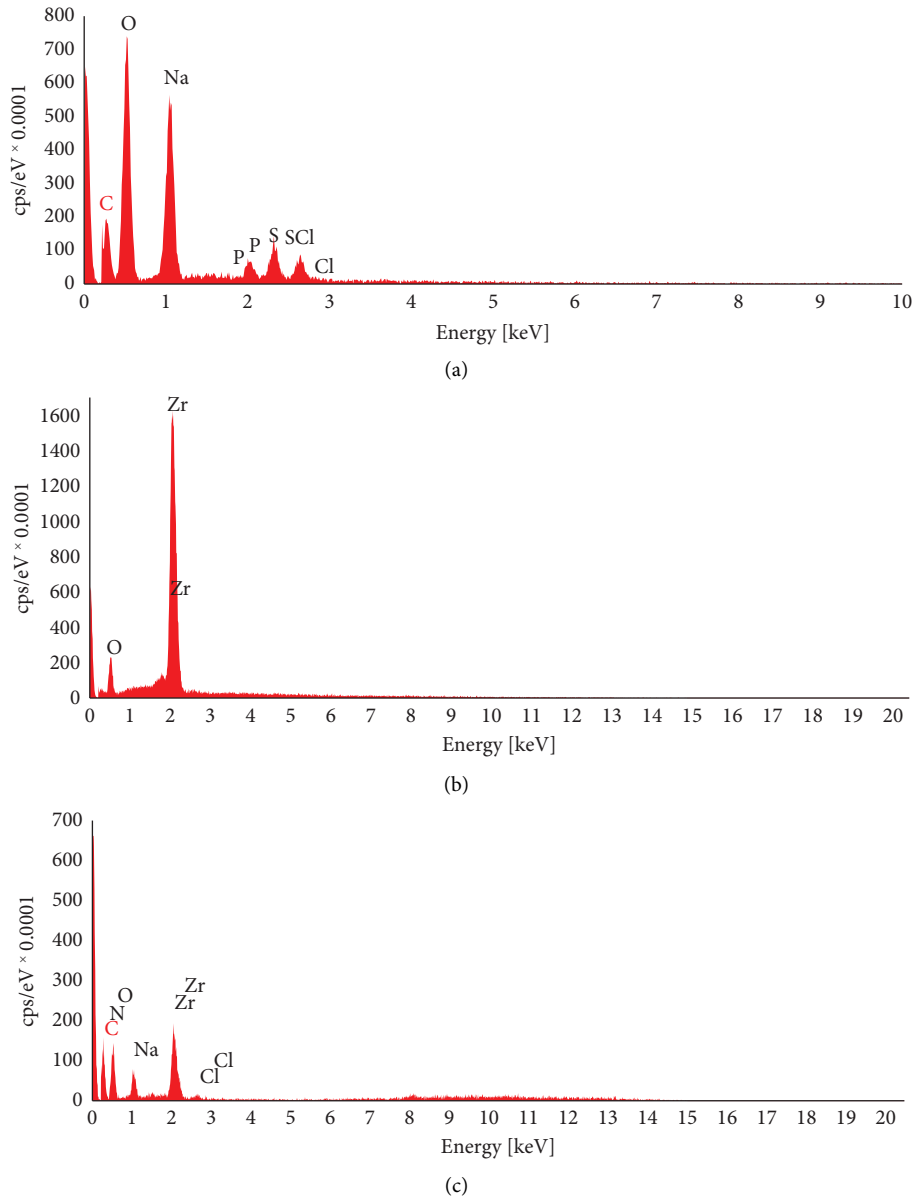 cps/eV × 0.0001
800
700
600
500
400
300
200
100
0
C
O
Na
P
P
S
SCl
Cl
0 1 2 3 4 5 6 7 8 9 10
Energy [keV]
(a)
cps/eV × 0.0001
1600
1400
1200
1000
800
600
400
200
0
O
Zr
Zr
0 1 2 3 4 5 6 7 8 9 10 11 12 13 14 15 16 17 18 19 20
Energy [keV]
(b)
cps/eV × 0.0001
700
600
500
400
300
200
100
0
C
N
O
Na
Zr
Zr
Cl
Cl
0 1 2 3 4 5 6 7 8 9 10 11 12 13 14 15 16 17 18 19 20
Energy [keV]
(c)